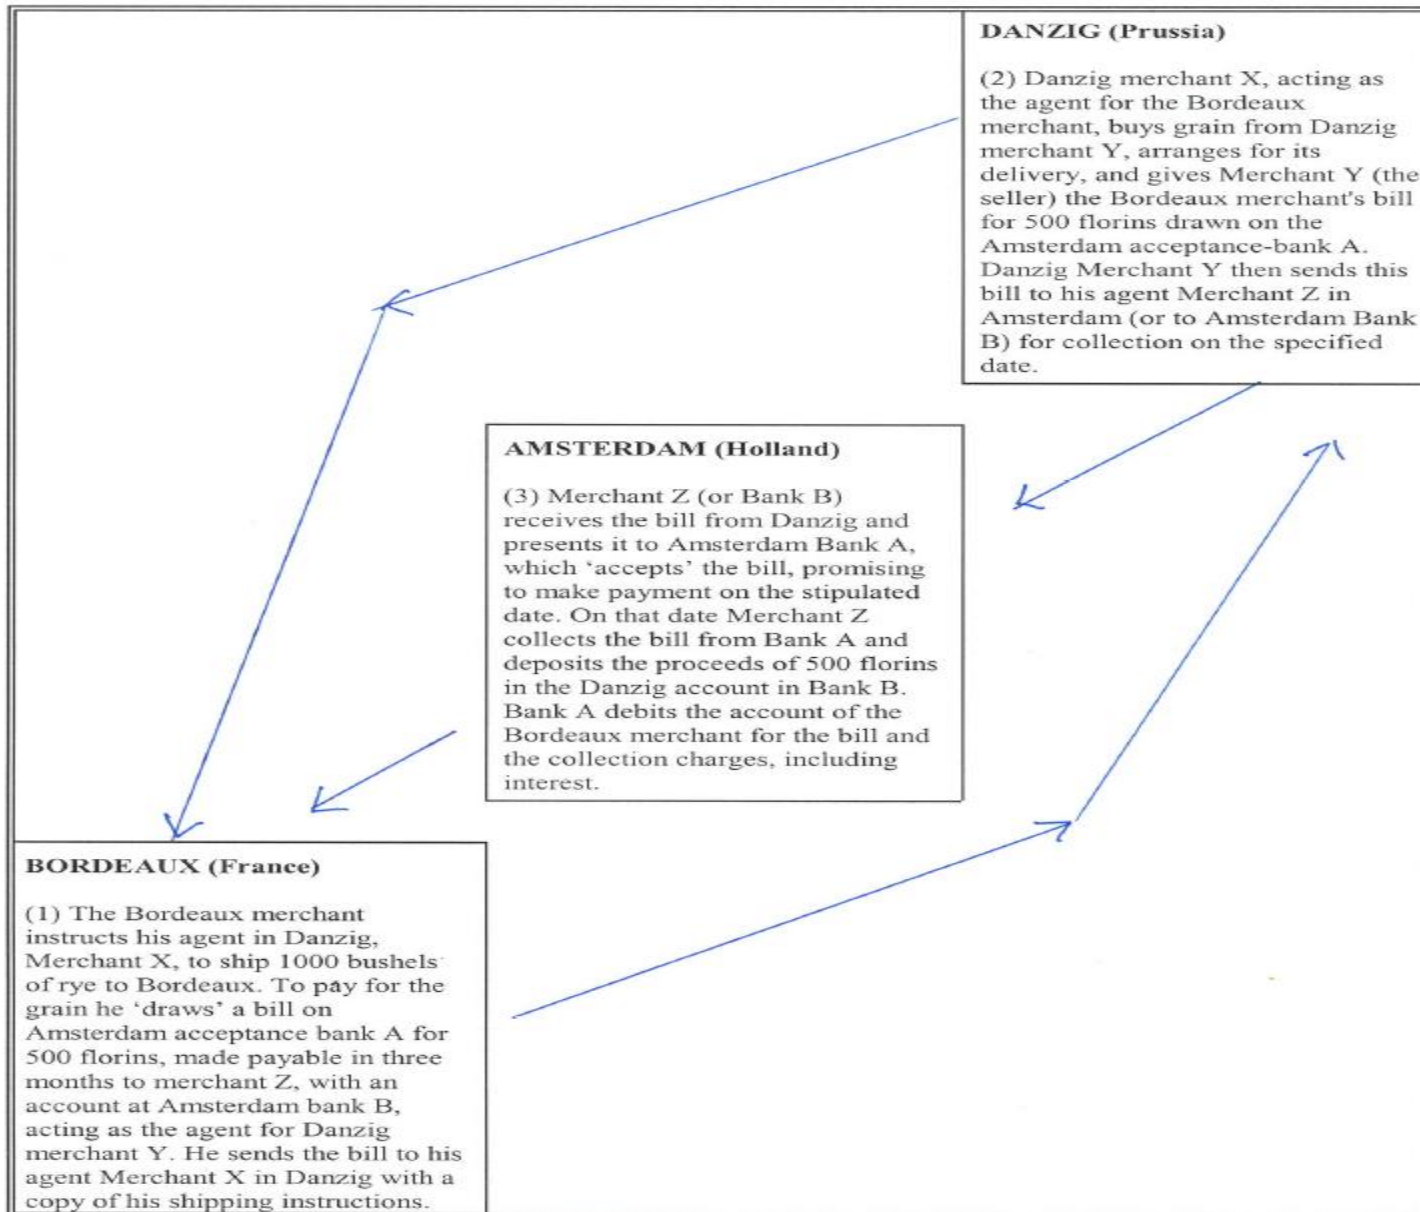 DANZIG (Prussia)
(2) Danzig merchant X, acting as
the agent for the Bordeaux
merchant, buys grain from Danzig
merchant Y, arranges for its
delivery, and gives Merchant Y (the
seller) the Bordeaux merchant's bill
for 500 florins drawn on the
Amsterdam acceptance-bank A.
Danzig Merchant Y then sends this
bill to his agent Merchant Z in
Amsterdam (or to Amsterdam Bank
B) for collection on the specified
date.
AMSTERDAM (Holland)
(3) Merchant Z (or Bank B)
receives the bill from Danzig and
presents it to Amsterdam Bank A,
which ‘accepts’ the bill, promising
to make payment on the stipulated
date. On that date Merchant Z
collects the bill from Bank A and
deposits the proceeds of 500 florins
in the Danzig account in Bank B.
Bank A debits the account of the
Bordeaux merchant for the bill and
the collection charges, including
interest.
BORDEAUX (France)
(1) The Bordeaux merchant
instructs his agent in Danzig,
Merchant X, to ship 1000 bushels
of rye to Bordeaux. To pay for the
grain he ‘draws’ a bill on
Amsterdam acceptance bank A for
500 florins, made payable in three
months to merchant Z, with an
account at Amsterdam bank B,
acting as the agent for Danzig
merchant Y. He sends the bill to his
agent Merchant X in Danzig with a
copy of his shipping instructions.